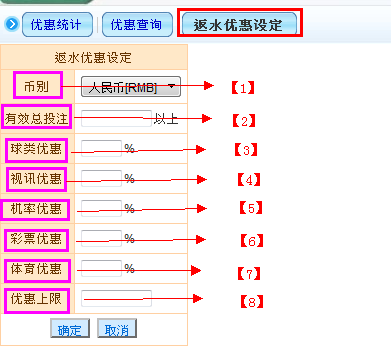 优惠统计 优惠查询 返水优惠设定
返水优惠设定
币别 人民币[RMB] 【1】
有效总投注 以上 【2】
球类优惠 % 【3】
视讯优惠 % 【4】
机率优惠 % 【5】
彩票优惠 % 【6】
体育优惠 % 【7】
优惠上限 【8】
确定 取消